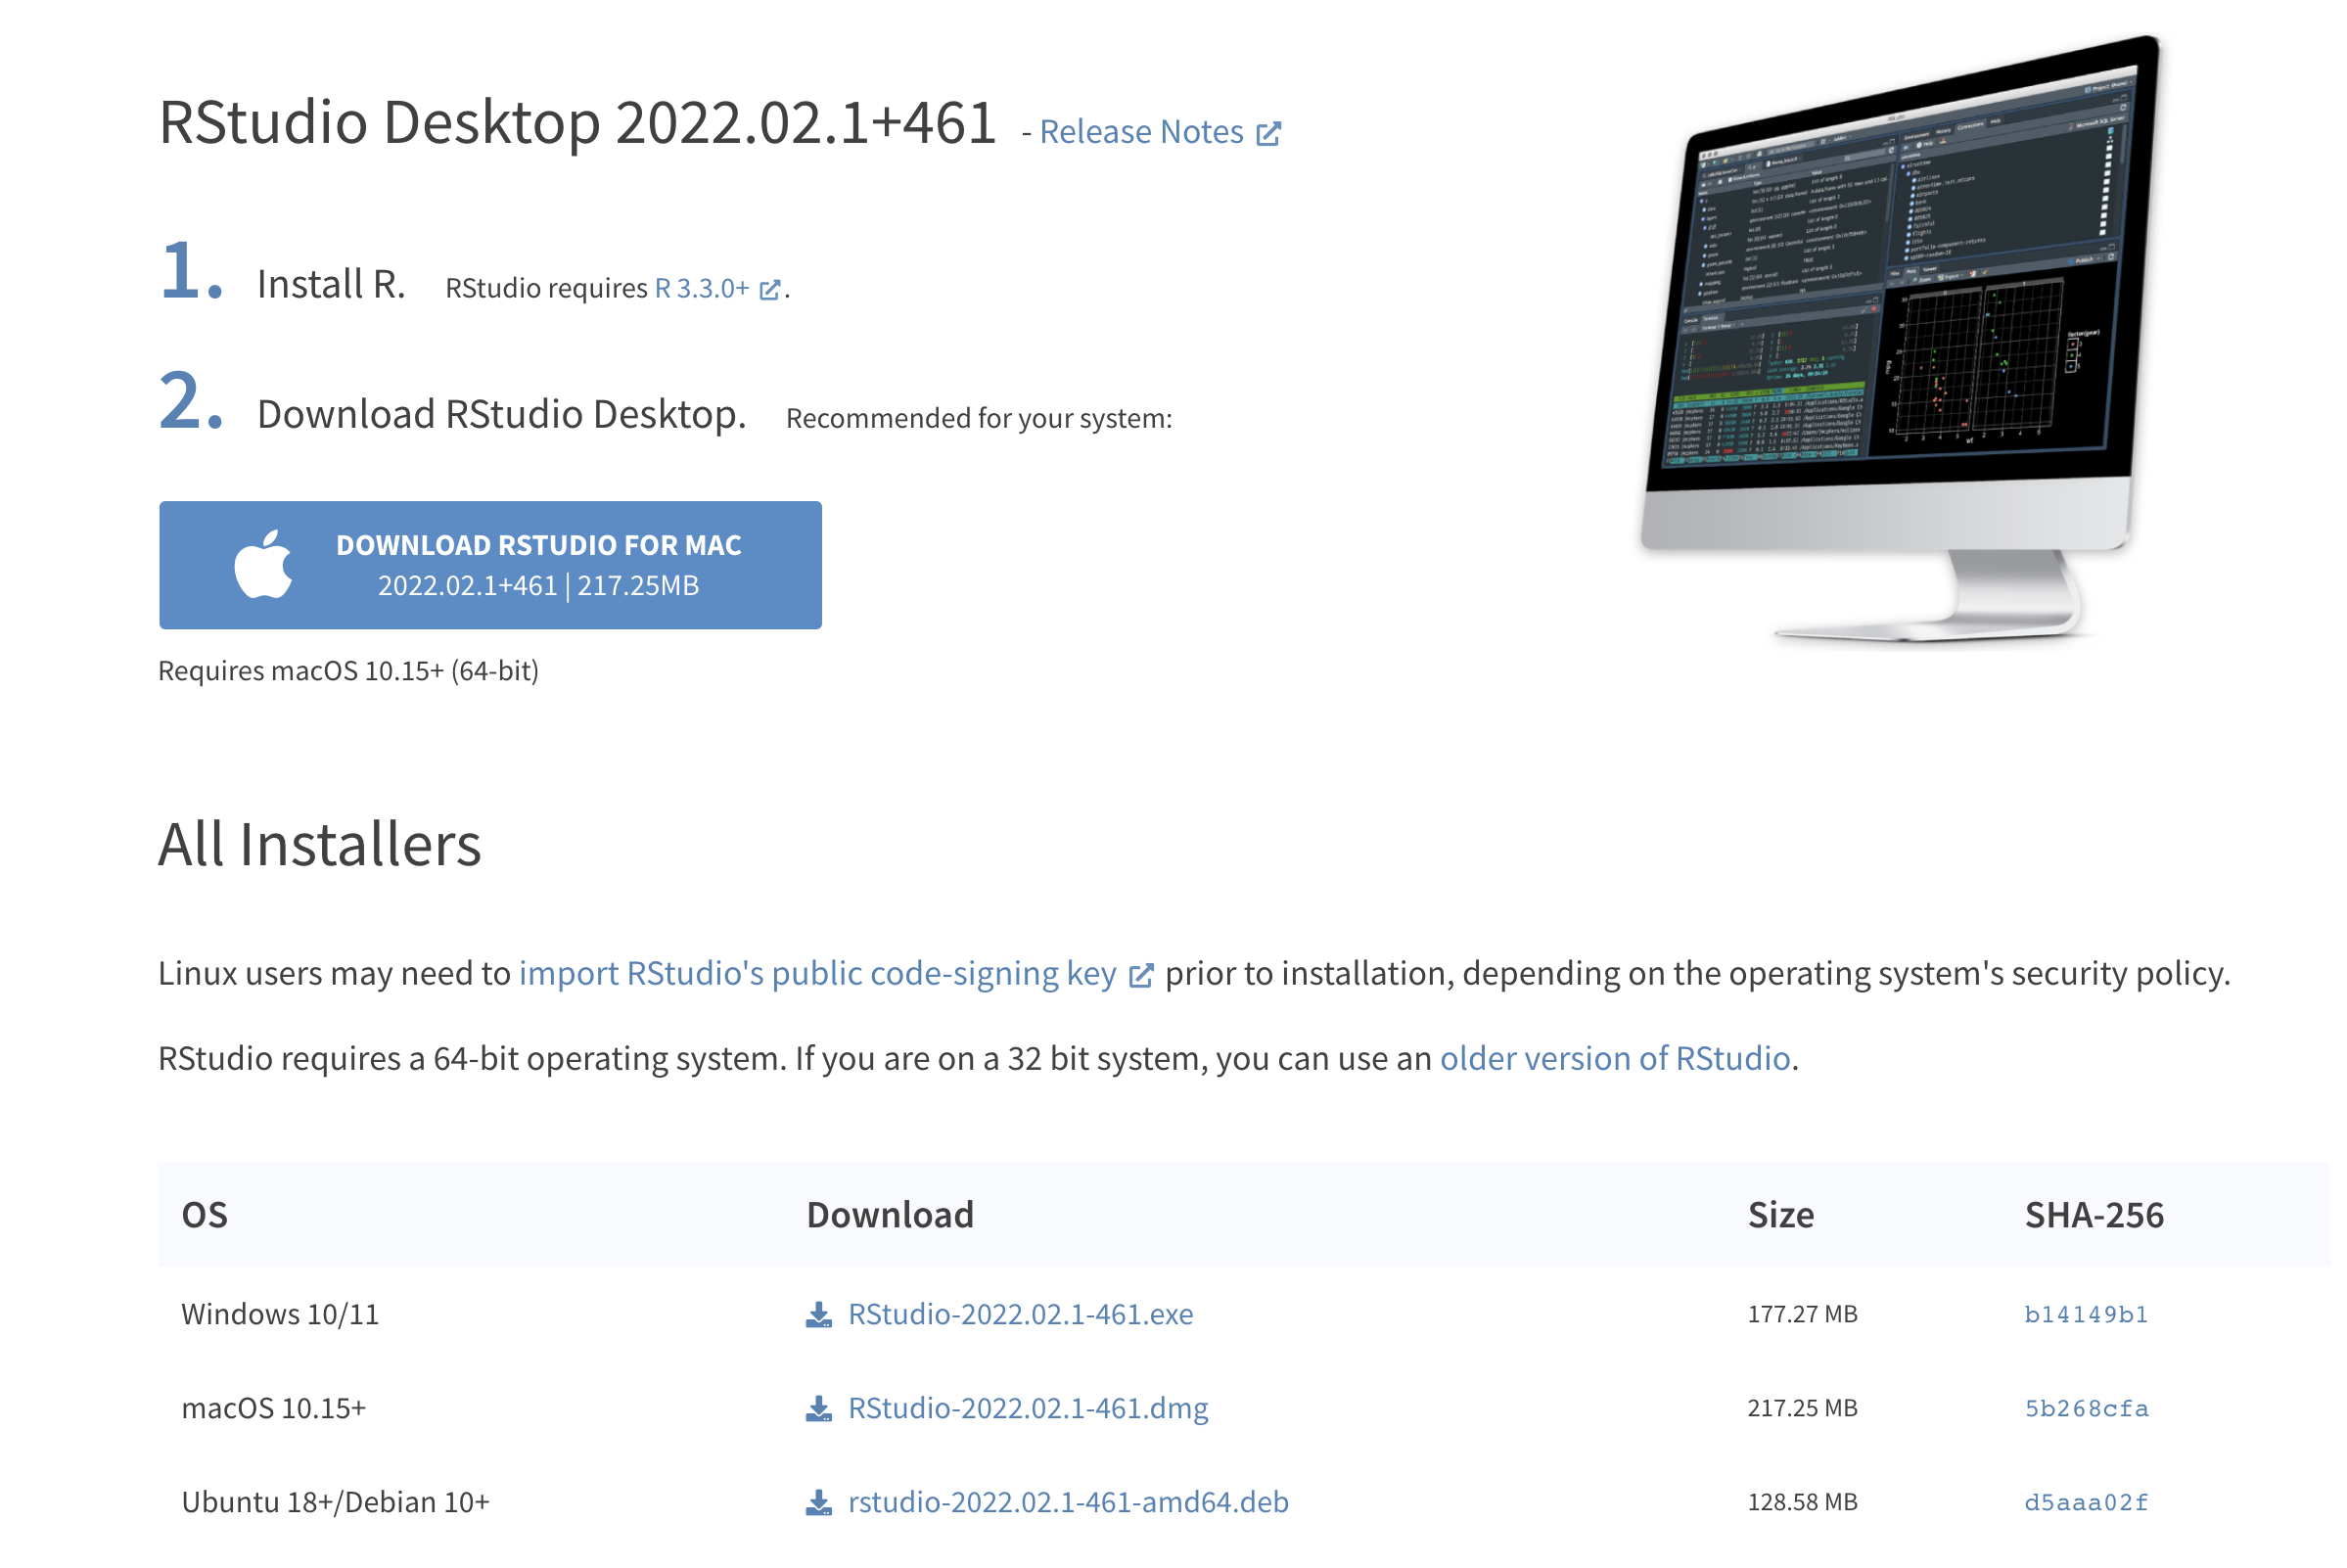 RStudio Desktop 2022.02.1+461 - Release Notes
1. Install R. RStudio requires R 3.3.0+.
2. Download RStudio Desktop. Recommended for your system:
DOWNLOAD RSTUDIO FOR MAC
2022.02.1+461 | 217.25MB
Requires macOS 10.15+ (64-bit)
All Installers
Linux users may need to import RStudio's public code-signing key prior to installation, depending on the operating system's security policy.
RStudio requires a 64-bit operating system. If you are on a 32 bit system, you can use an older version of RStudio.
OS Download Size SHA-256
Windows 10/11 RStudio-2022.02.1-461.exe 177.27 MB b14149b1
macOS 10.15+ RStudio-2022.02.1-461.dmg 217.25 MB 5b268cfa
Ubuntu 18+/Debian 10+ rstudio-2022.02.1-461-amd64.deb 128.58 MB d5aaa02f